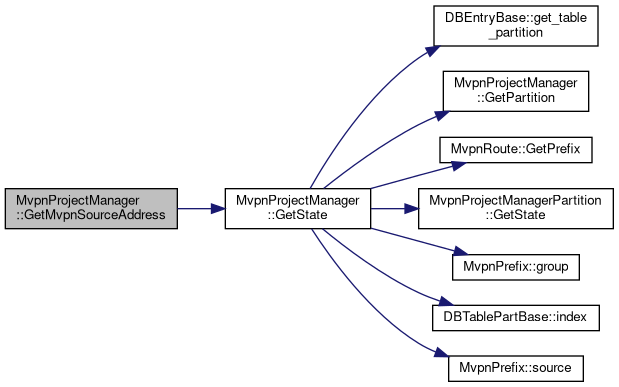 MvpnProjectManager
::GetMvpnSourceAddress
MvpnProjectManager
::GetState
DBEntryBase::get_table
_partition
MvpnProjectManager
::GetPartition
MvpnRoute::GetPrefix
MvpnProjectManagerPartition
::GetState
MvpnPrefix::group
DBTablePartBase::index
MvpnPrefix::source